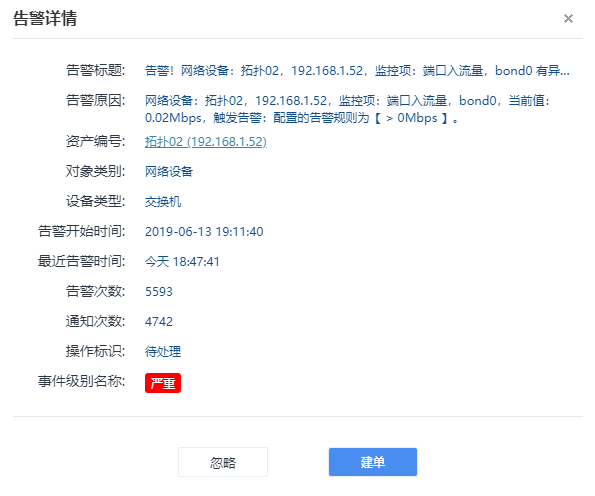 告警详情
告警标题: 告警！网络设备：拓扑02，192.168.1.52，监控项：端口入流量，bond0 有异...
告警原因: 网络设备：拓扑02，192.168.1.52，监控项：端口入流量，bond0，当前值：
0.02Mbps，触发告警：配置的告警规则为【 > 0Mbps 】。
资产编号: 拓扑02 (192.168.1.52)
对象类别: 网络设备
设备类型: 交换机
告警开始时间: 2019-06-13 19:11:40
最近告警时间: 今天 18:47:41
告警次数: 5593
通知次数: 4742
操作标识: 待处理
事件级别名称: 严重
忽略 建单